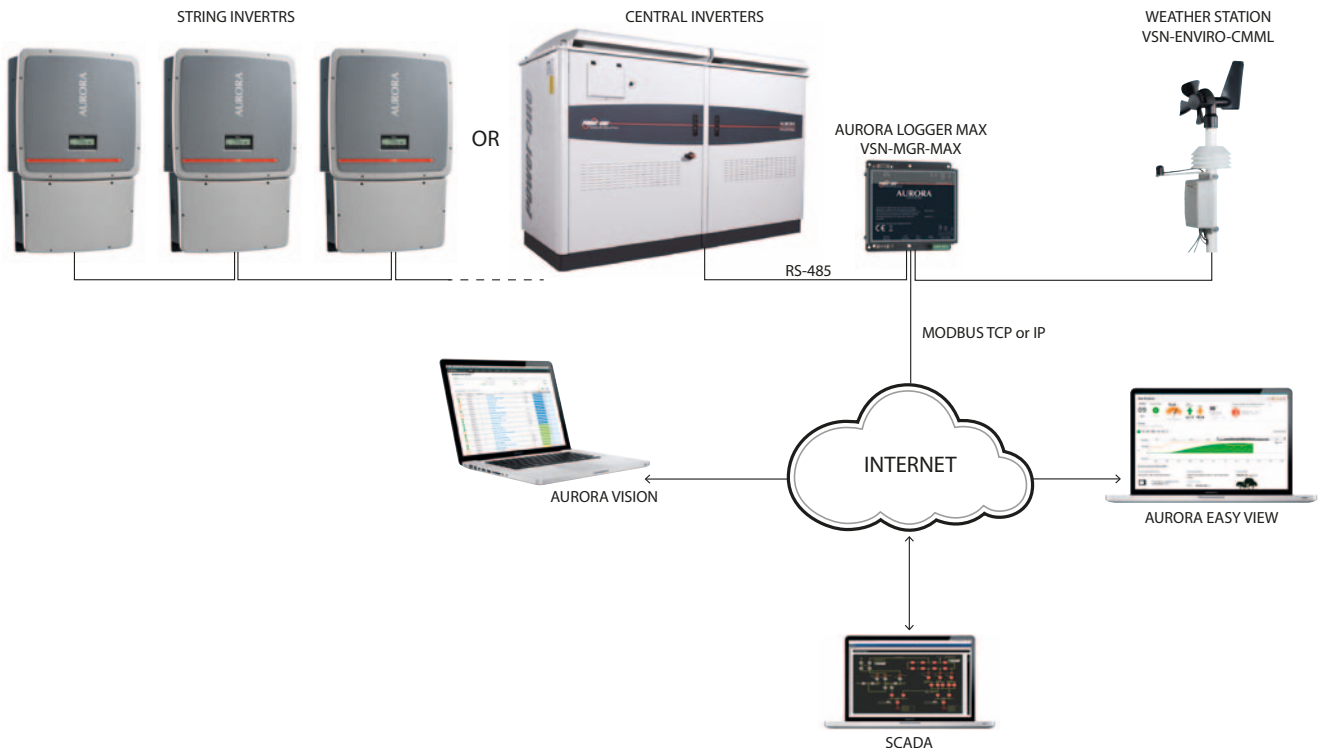 STRING INVERTRS
CENTRAL INVERTERS
WEATHER STATION
VSN-ENVIRO-CMML
AURORA
AURORA
AURORA
OR
AURORA LOGGER MAX
VSN-MGR-MAX
AURORA
RS-485
MODBUS TCP or IP
INTERNET
AURORA VISION
AURORA EASY VIEW
SCADA